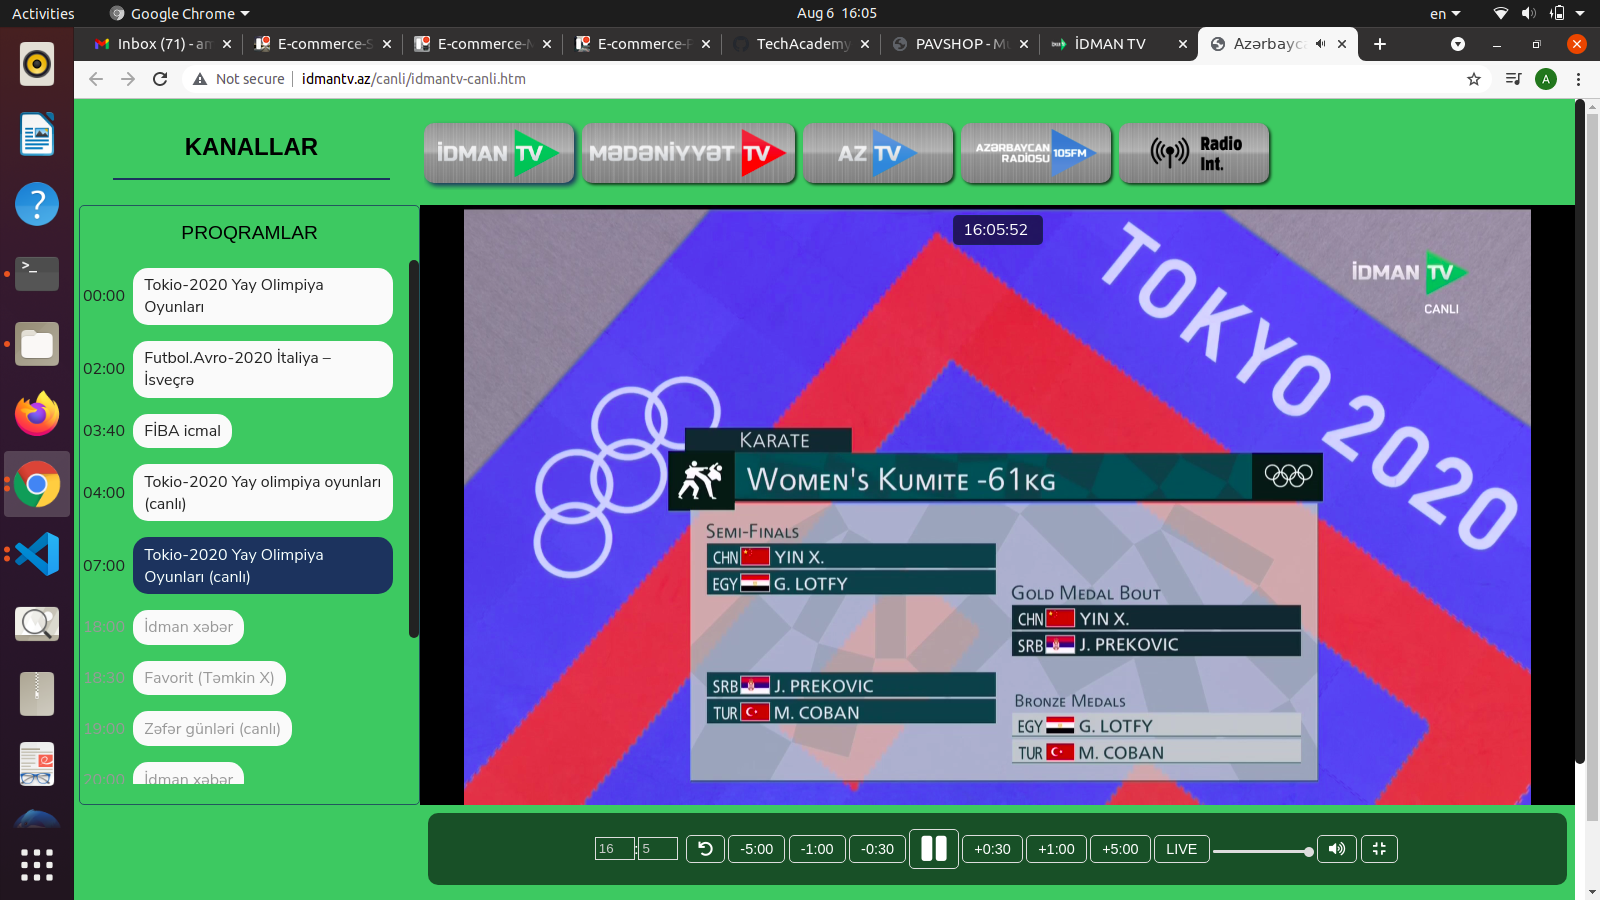 Activities
Google Chrome
Aug 6 16:05
en
Inbox (71) - am
E-commerce-S
E-commerce-M
E-commerce-F
TechAcademy
PAVSHOP - Mu
İDMAN TV
Azərbayca
Not secure
idmantv.az/canli/idmantv-canli.htm
A
KANALLAR
İDMAN TV
MƏDƏNİYYƏT TV
AZ TV
AZƏRBAYCAN RADİOSU 105FM
Radio Int.
PROQRAMLAR
00:00
Tokio-2020 Yay Olimpiya
Oyunları
02:00
Futbol.Avro-2020 İtaliya –
İsveçrə
03:40
FİBA icmal
04:00
Tokio-2020 Yay olimpiya oyunları
(canlı)
07:00
Tokio-2020 Yay Olimpiya
Oyunları (canlı)
18:00
İdman xəbər
18:30
Favorit (Təmkin X)
19:00
Zəfər günləri (canlı)
20:00
İdman xəbər
16:05:52
TOKYO 2020
İDMAN TV
CANLI
KARATE
WOMEN'S KUMITE -61KG
SEMI-FINALS
CHN YIN X.
EGY G. LOTFY
SRB J. PREKOVIC
TUR M. COBAN
GOLD MEDAL BOUT
CHN YIN X.
SRB J. PREKOVIC
BRONZE MEDALS
EGY G. LOTFY
TUR M. COBAN
16 : 5
-5:00
-1:00
-0:30
+0:30
+1:00
+5:00
LIVE